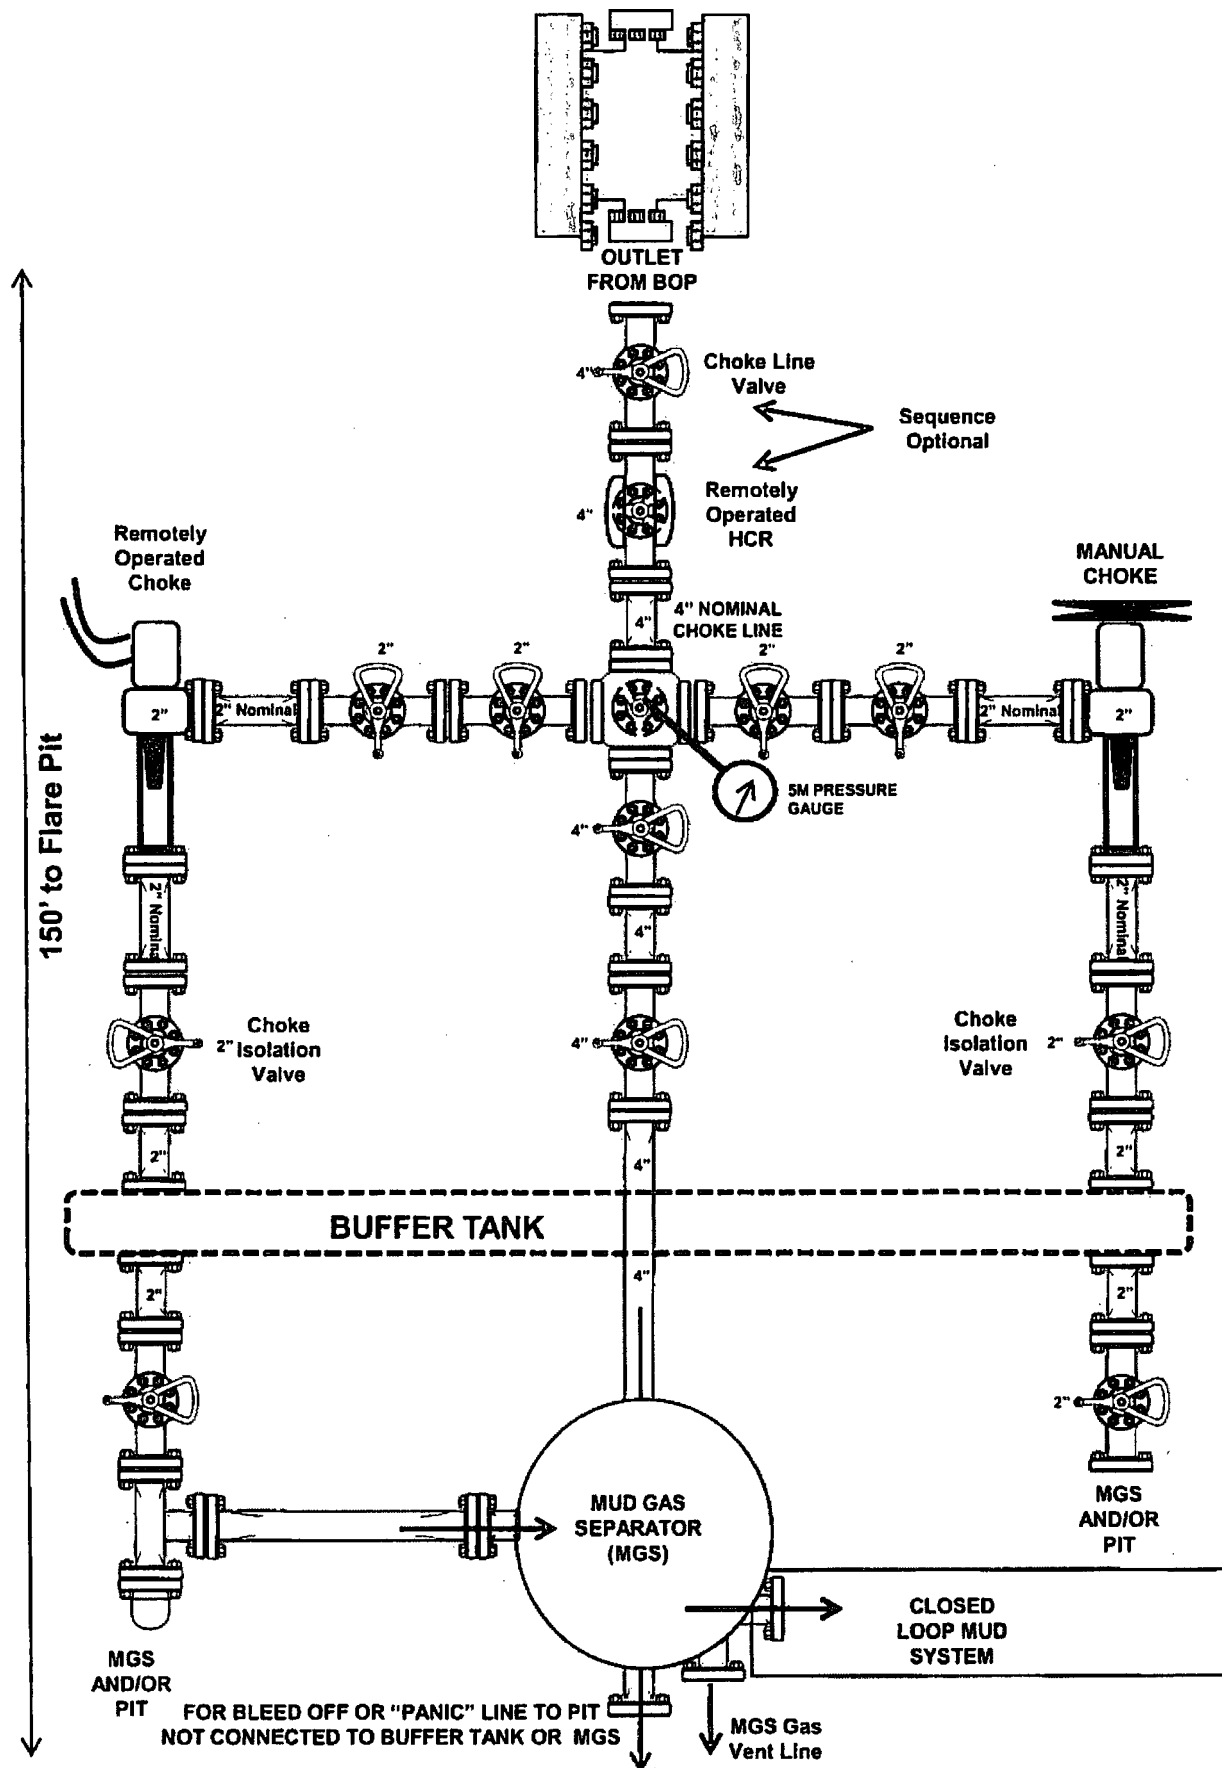 OUTLET
FROM BOP
4"
Choke Line
Valve
Sequence
Optional
4"
Remotely
Operated
HCR
Remotely
Operated
Choke
MANUAL
CHOKE
4"
4" NOMINAL
CHOKE LINE
2"
2"
2"
2"
2"
2" Nominal
2" Nominal
2"
5M PRESSURE
GAUGE
4"
150' to Flare Pit
2" Nominal
4"
2" Nominal
Choke
2" Isolation
Valve
4"
Choke
Isolation
Valve
2"
2"
4"
2"
BUFFER TANK
2"
4"
2"
2"
MUD GAS
SEPARATOR
(MGS)
MGS
AND/OR
PIT
CLOSED
LOOP MUD
SYSTEM
MGS
AND/OR
PIT
FOR BLEED OFF OR "PANIC" LINE TO PIT
NOT CONNECTED TO BUFFER TANK OR MGS
MGS Gas
Vent Line